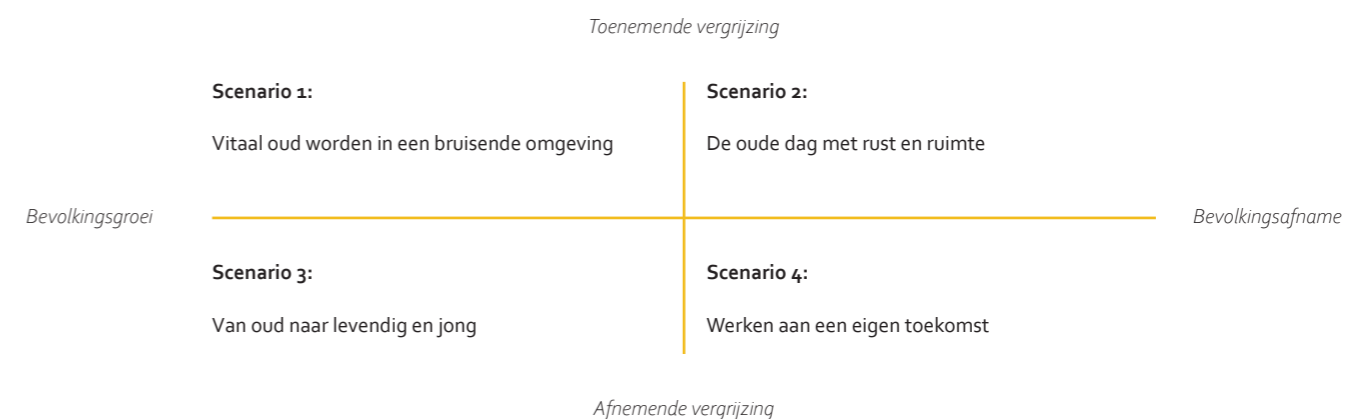 Toenemende vergrijzing
Scenario 1:
Vitaal oud worden in een bruisende omgeving
Scenario 2:
De oude dag met rust en ruimte
Bevolkingsgroei
Bevolkingsafname
Scenario 3:
Van oud naar levendig en jong
Scenario 4:
Werken aan een eigen toekomst
Afnemende vergrijzing